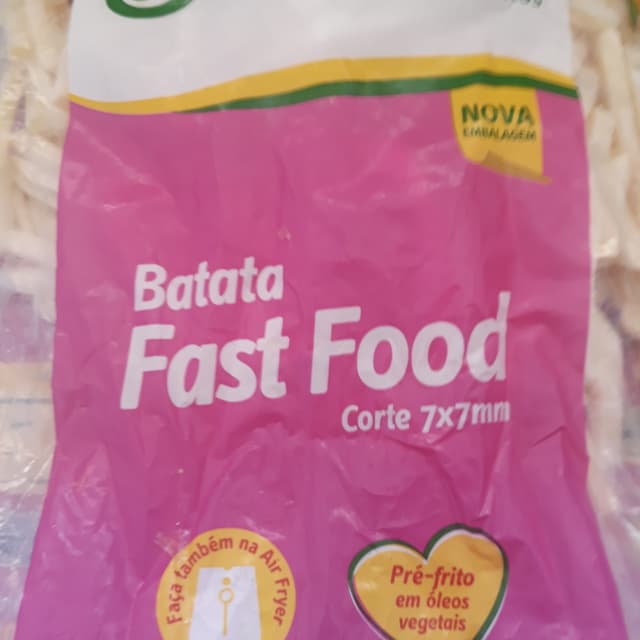 NOVA
EMBALAGEM
Batata
Fast Food
Corte 7x7mm
Faça também na Air Fryer
Pré-frito
em óleos
vegetais